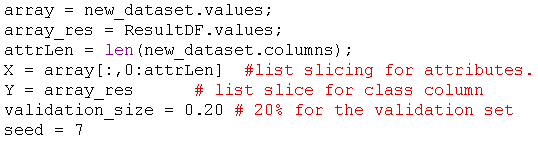 array = new_dataset.values;
array_res = ResultDF.values;
attrLen = len(new_dataset.columns);
X = array[:,0:attrLen]  #list slicing for attributes.
Y = array_res      # list slice for class column
validation_size = 0.20 # 20% for the validation set
seed = 7